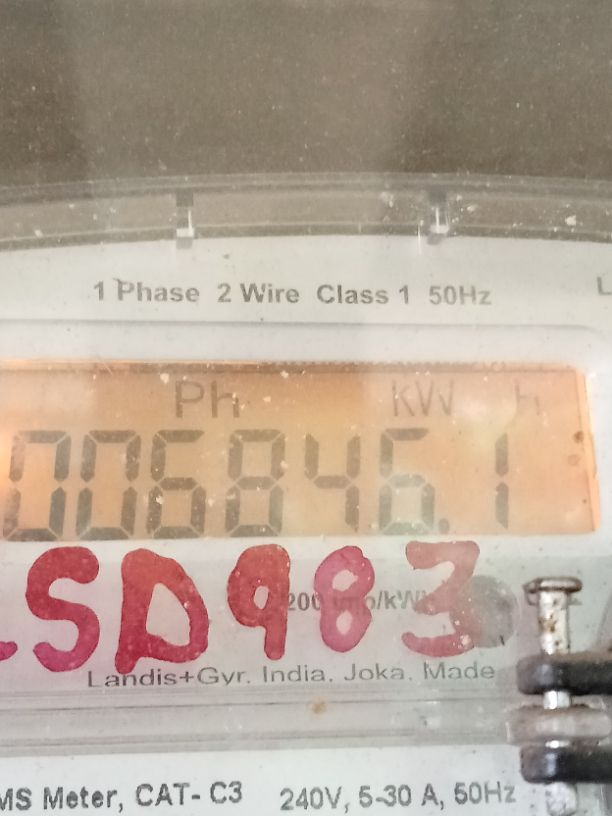 1 Phase 2 Wire Class 1 50Hz
Ph kW h
006846.1
SD983
Landis+Gyr. India. Joka. Made
MS Meter, CAT- C3 240V, 5-30 A, 50Hz